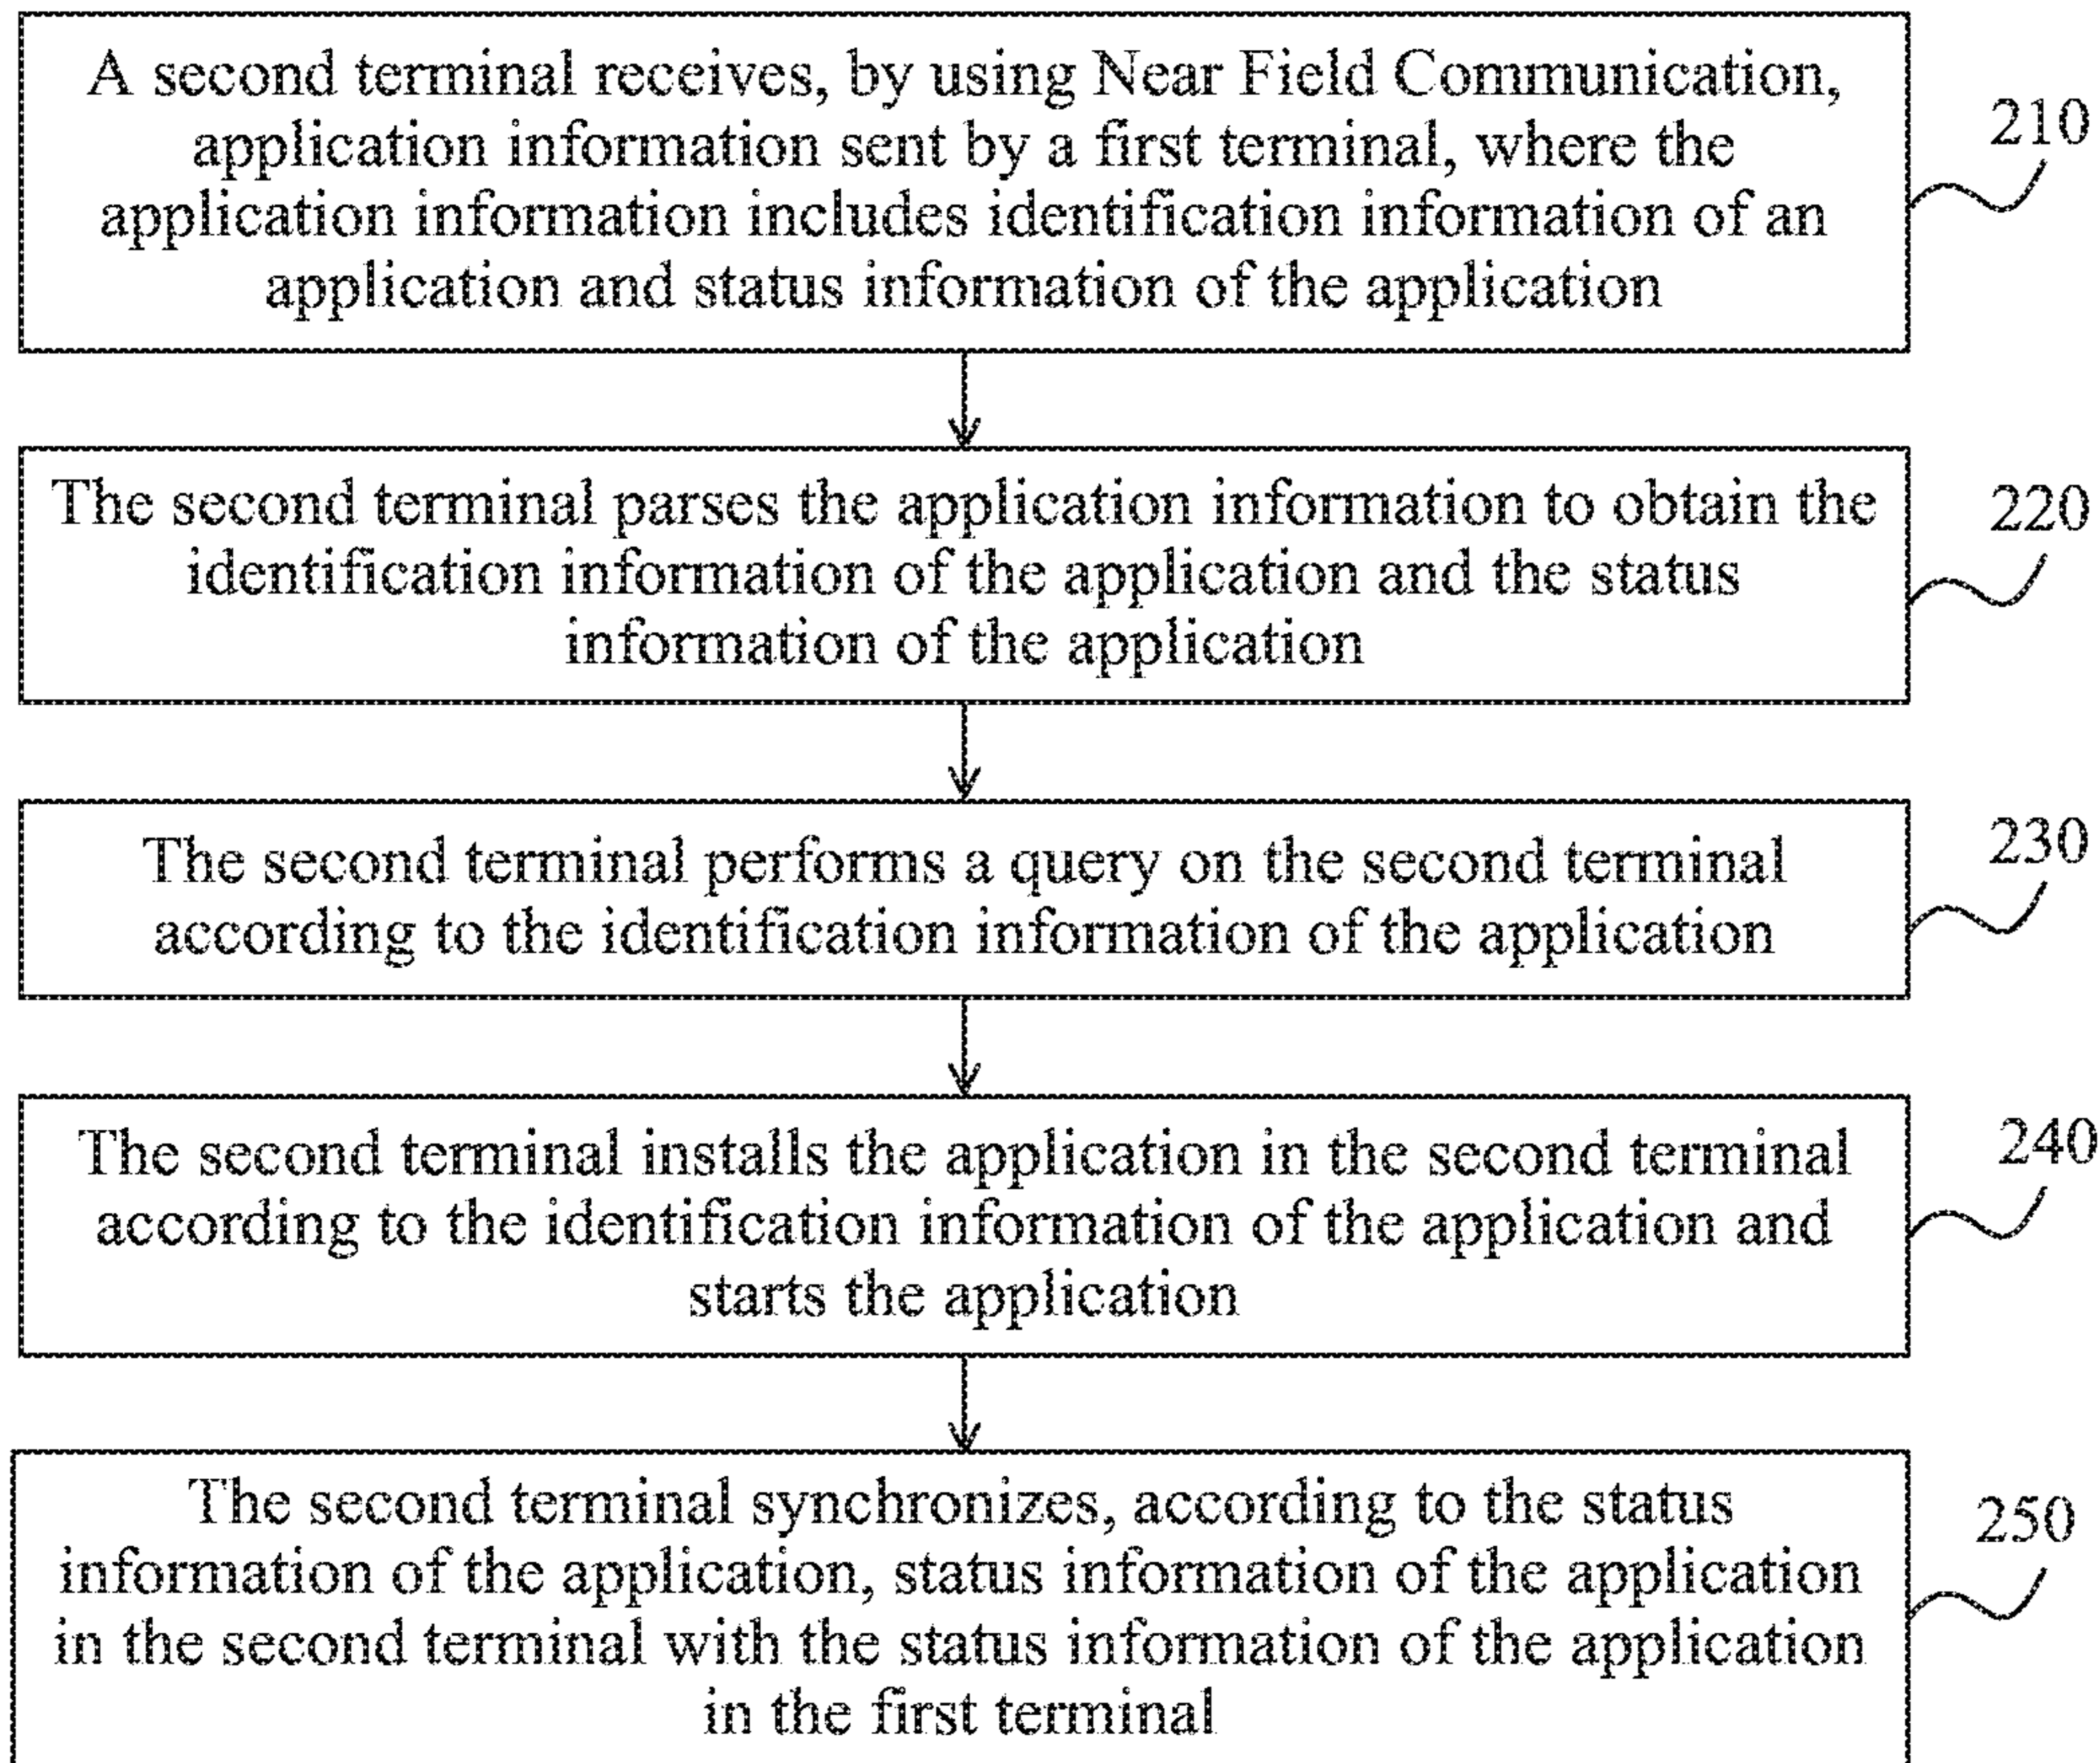 A second terminal receives, by using Near Field Communication,
application information sent by a first terminal, where the
application information includes identification information of an
application and status information of the application
210
The second terminal parses the application information to obtain the
identification information of the application and the status
information of the application
220
The second terminal performs a query on the second terminal
according to the identification information of the application
230
The second terminal installs the application in the second terminal
according to the identification information of the application and
starts the application
240
The second terminal synchronizes, according to the status
information of the application, status information of the application
in the second terminal with the status information of the application
in the first terminal
250